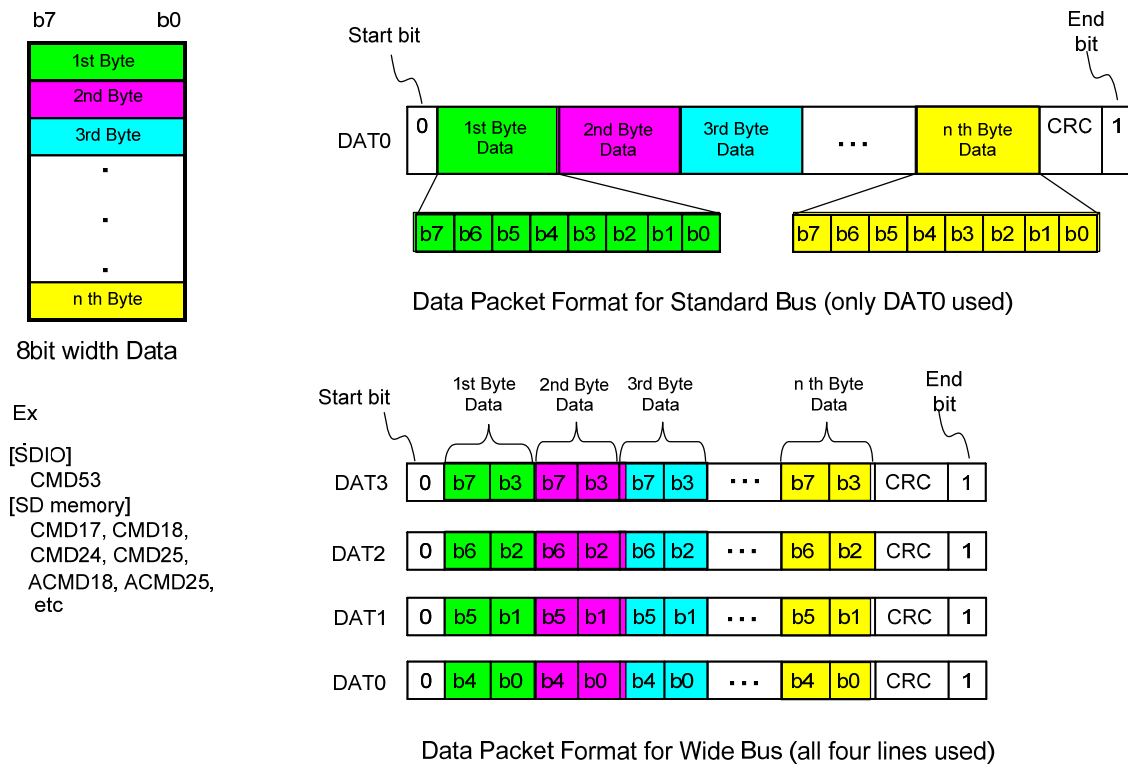 b7 b0
1st Byte
2nd Byte
3rd Byte
.
.
.
n th Byte
8bit width Data
Ex
[SDIO]
CMD53
[SD memory]
CMD17, CMD18,
CMD24, CMD25,
ACMD18, ACMD25,
etc
Start bit
End
bit
DAT0
0
1st Byte
Data
2nd Byte
Data
3rd Byte
Data
...
n th Byte
Data
CRC
1
b7 b6 b5 b4 b3 b2 b1 b0
b7 b6 b5 b4 b3 b2 b1 b0
Data Packet Format for Standard Bus (only DAT0 used)
Start bit
1st Byte
Data
2nd Byte
Data
3rd Byte
Data
n th Byte
Data
End
bit
DAT3 0 b7 b3 b7 b3 b7 b3 ... b7 b3 CRC 1
DAT2 0 b6 b2 b6 b2 b6 b2 ... b6 b2 CRC 1
DAT1 0 b5 b1 b5 b1 b5 b1 ... b5 b1 CRC 1
DAT0 0 b4 b0 b4 b0 b4 b0 ... b4 b0 CRC 1
Data Packet Format for Wide Bus (all four lines used)